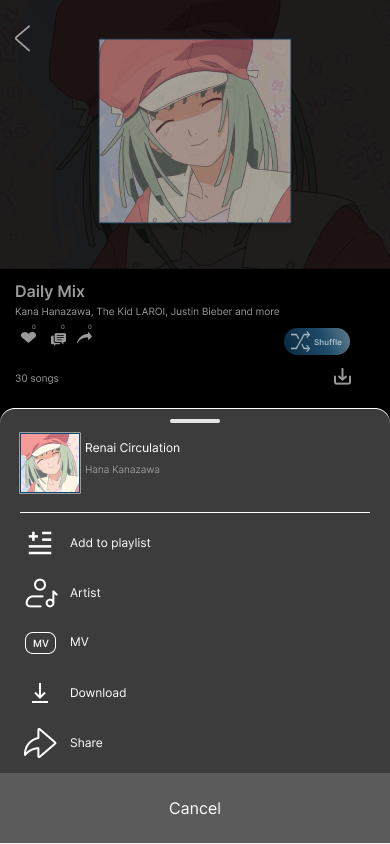 Daily Mix
Kana Hanazawa, The Kid LAROI, Justin Bieber and more
0 0 0
Shuffle
30 songs
Renai Circulation
Hana Kanazawa
Add to playlist
Artist
MV MV
Download
Share
Cancel